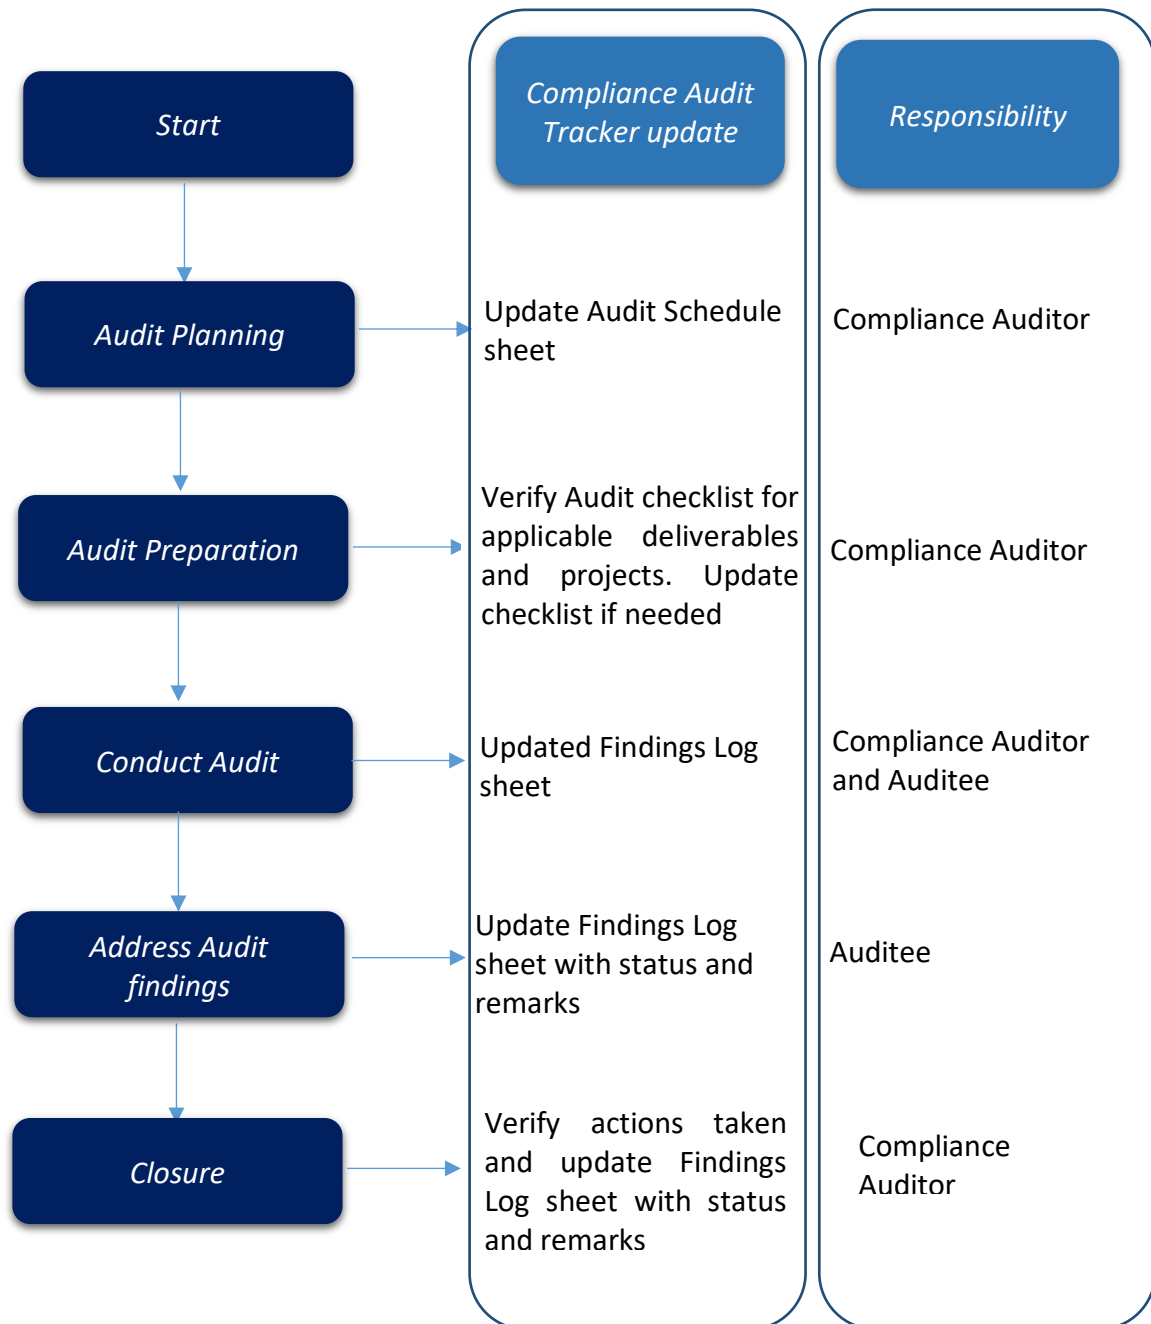 Start
Compliance Audit
Tracker update
Responsibility
Audit Planning
Update Audit Schedule
sheet
Compliance Auditor
Audit Preparation
Verify Audit checklist for
applicable deliverables
and projects. Update
checklist if needed
Compliance Auditor
Conduct Audit
Updated Findings Log
sheet
Compliance Auditor
and Auditee
Address Audit
findings
Update Findings Log
sheet with status and
remarks
Auditee
Closure
Verify actions taken
and update Findings
Log sheet with status
and remarks
Compliance
Auditor